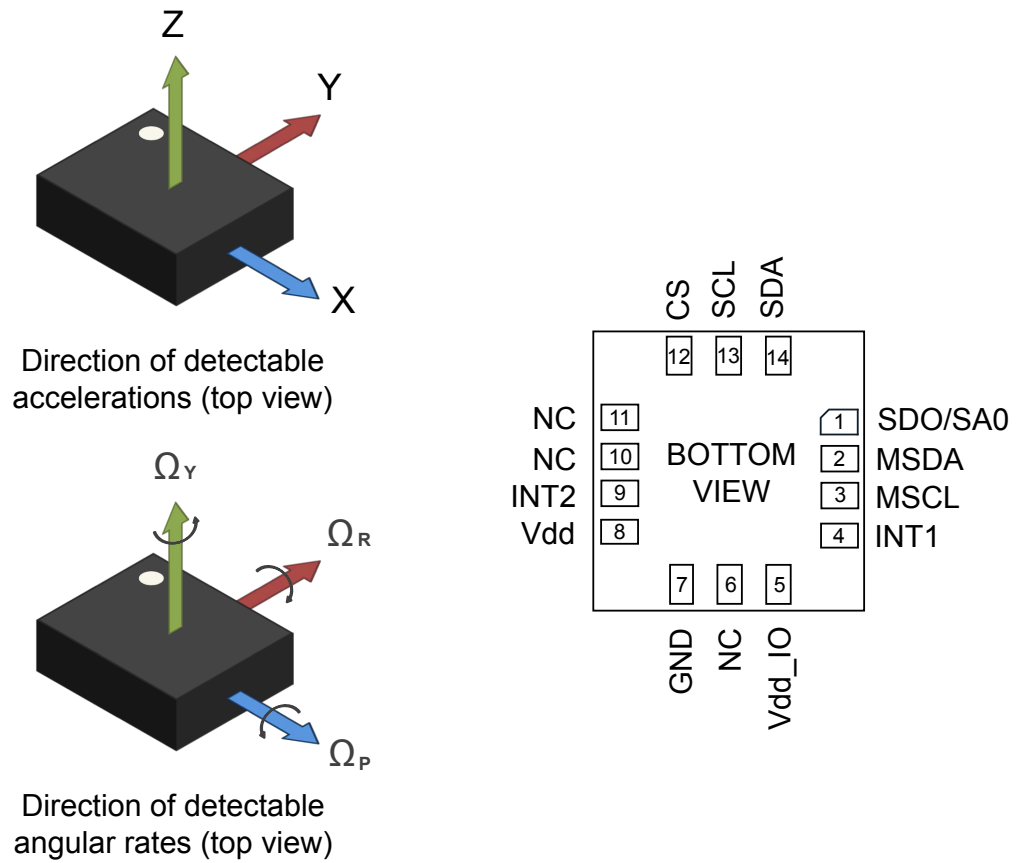 Z
Y
X
Direction of detectable
accelerations (top view)
ΩY
ΩR
ΩP
Direction of detectable
angular rates (top view)
CS
SCL
SDA
12
13
14
NC
11
1
SDO/SA0
NC
10
BOTTOM
2
MSDA
INT2
9
VIEW
3
MSCL
Vdd
8
4
INT1
7
6
5
GND
NC
Vdd_IO